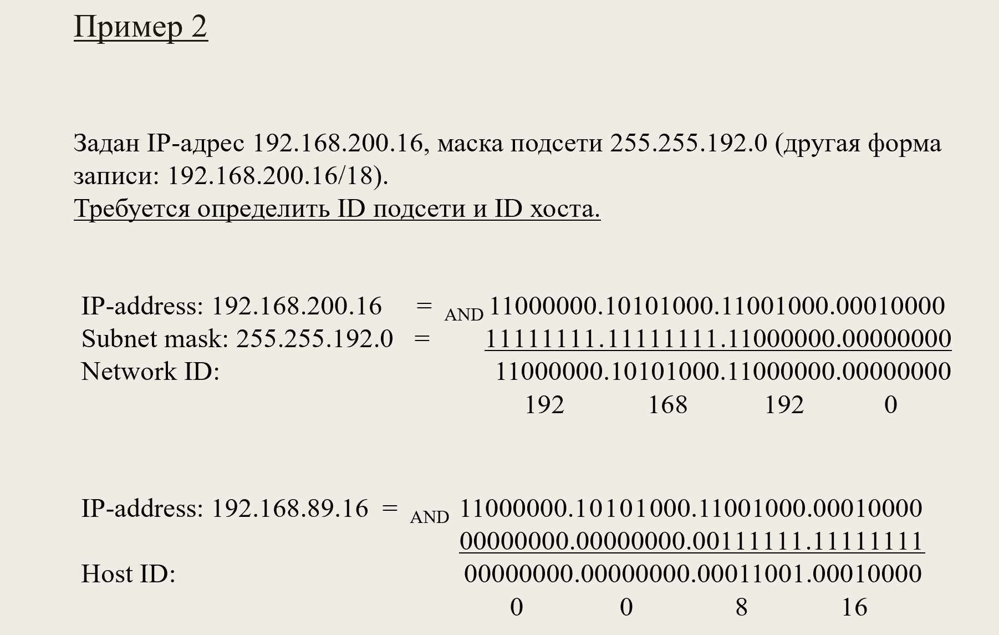 Пример 2
Задан IP-адрес 192.168.200.16, маска подсети 255.255.192.0 (другая форма
записи: 192.168.200.16/18).
Требуется определить ID подсети и ID хоста.
IP-address: 192.168.200.16 = AND 11000000.10101000.11001000.00010000
Subnet mask: 255.255.192.0 = 11111111.11111111.11000000.00000000
Network ID: 11000000.10101000.11000000.00000000
192 168 192 0
IP-address: 192.168.89.16 = AND 11000000.10101000.11001000.00010000
00000000.00000000.00111111.11111111
Host ID: 00000000.00000000.00011001.00010000
0 0 8 16